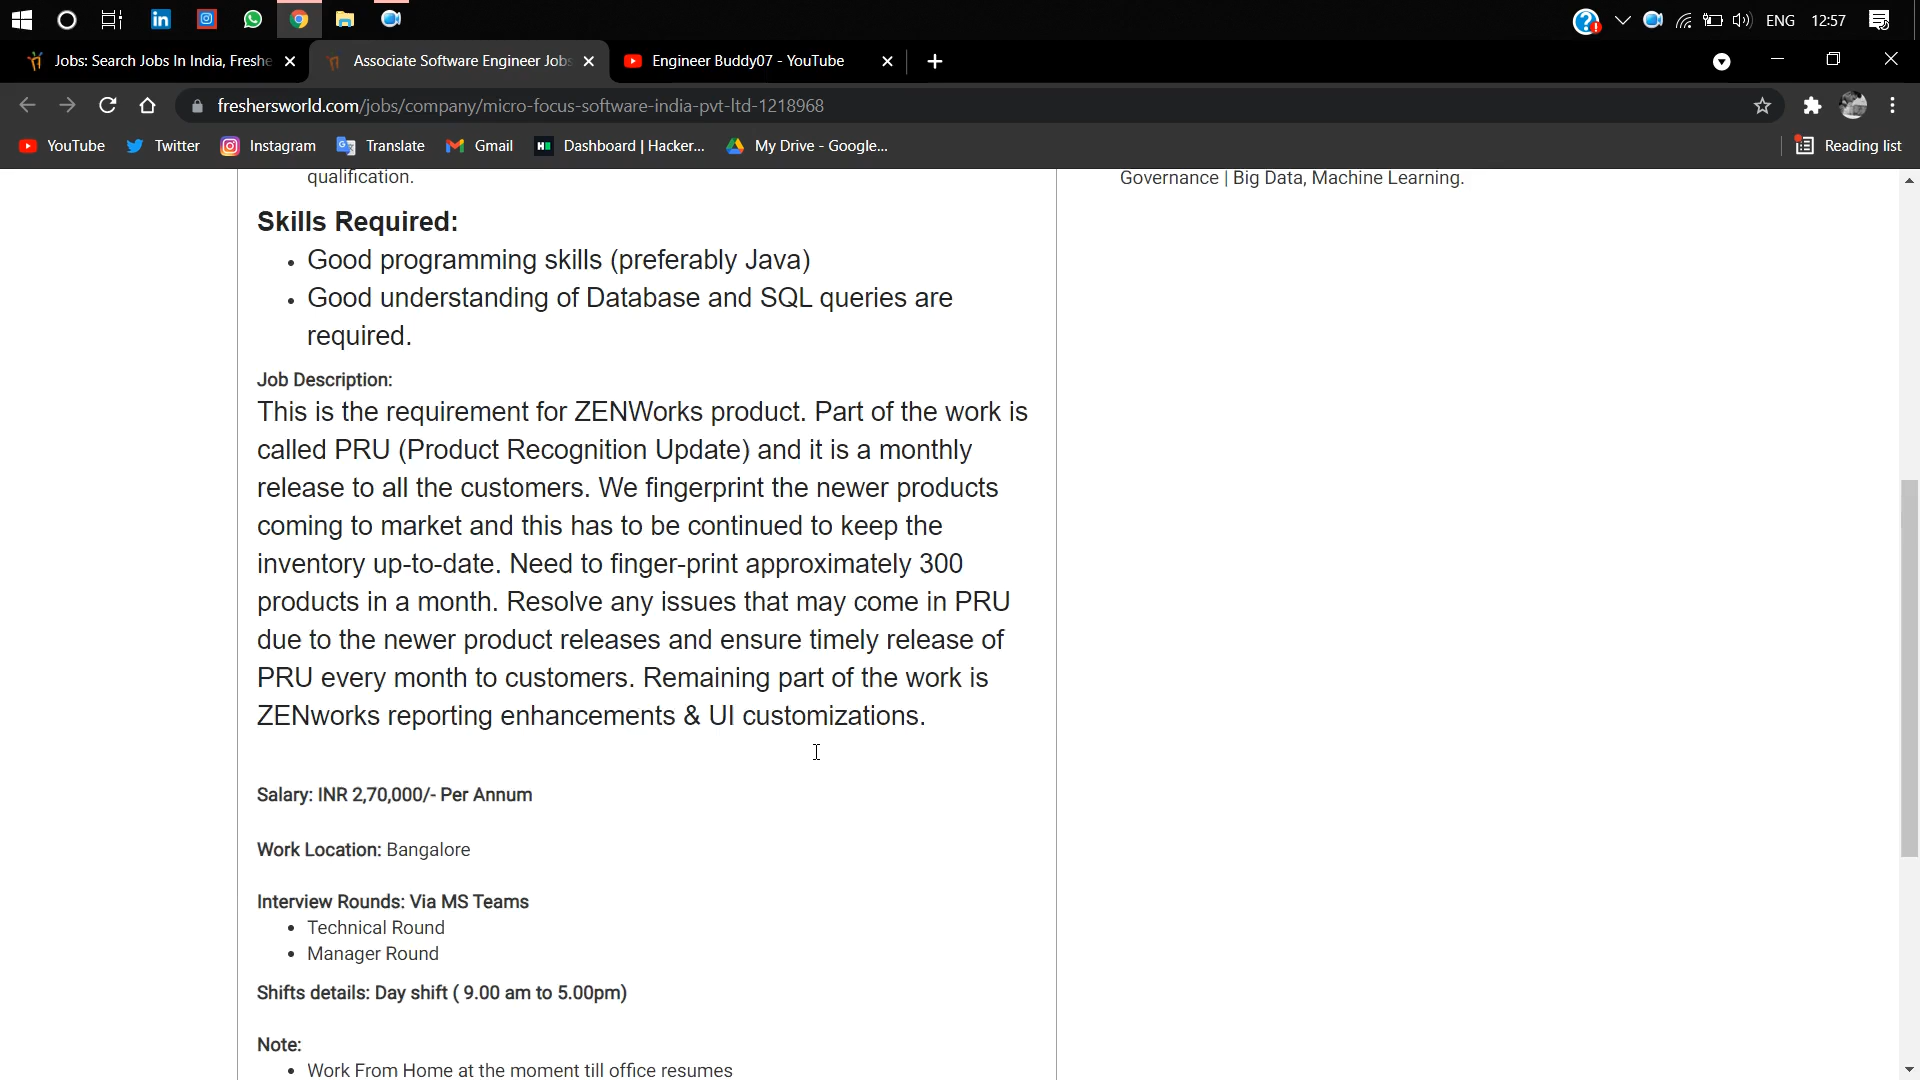 ENG 12:57
Jobs: Search Jobs In India, Freshe
Associate Software Engineer Jobs
Engineer Buddy07 - YouTube
freshersworld.com/jobs/company/micro-focus-software-india-pvt-ltd-1218968
YouTube
Twitter
Instagram
Translate
Gmail
Dashboard | Hacker...
My Drive - Google...
Reading list
qualification.
Skills Required:
• Good programming skills (preferably Java)
• Good understanding of Database and SQL queries are
required.
Job Description:
This is the requirement for ZENWorks product. Part of the work is
called PRU (Product Recognition Update) and it is a monthly
release to all the customers. We fingerprint the newer products
coming to market and this has to be continued to keep the
inventory up-to-date. Need to finger-print approximately 300
products in a month. Resolve any issues that may come in PRU
due to the newer product releases and ensure timely release of
PRU every month to customers. Remaining part of the work is
ZENworks reporting enhancements & UI customizations.
Salary: INR 2,70,000/- Per Annum
Work Location: Bangalore
Interview Rounds: Via MS Teams
• Technical Round
• Manager Round
Shifts details: Day shift ( 9.00 am to 5.00pm)
Note:
• Work From Home at the moment till office resumes
Governance | Big Data, Machine Learning.